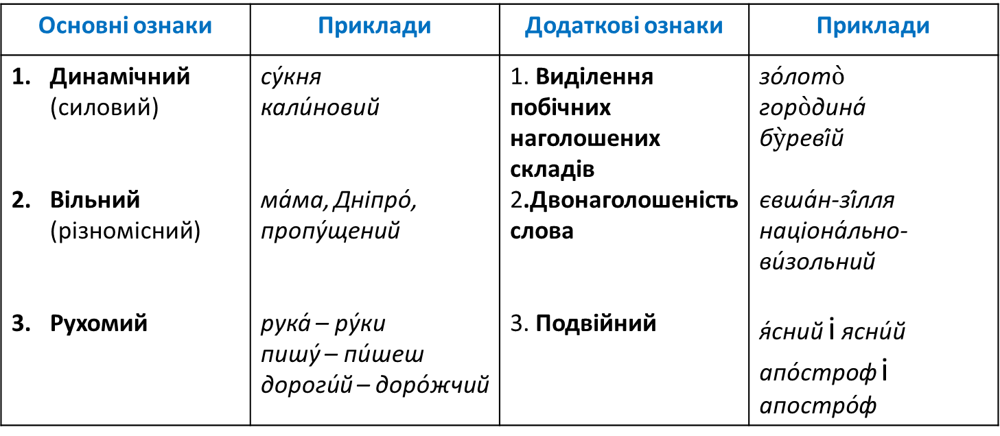 Основні ознаки
Приклади
Додаткові ознаки
Приклади
1. Динамічний
(силовий)
су́кня
кали́новий
1. Виділення
побічних
наголошених
складів
зо́лото̀
горо̀дина́
бу̀реві́й
2. Вільний
(різномісний)
ма́ма, Дніпро́,
пропу́щений
2.Двонаголошеність
слова
євша́н-зі́лля
націона́льно-
ви́зольний
3. Рухомий
рука́ – ру́ки
пишу́ – пи́шеш
дороги́й – доро́жчий
3. Подвійний
я́сний і ясни́й
апо́строф і
апостро́ф